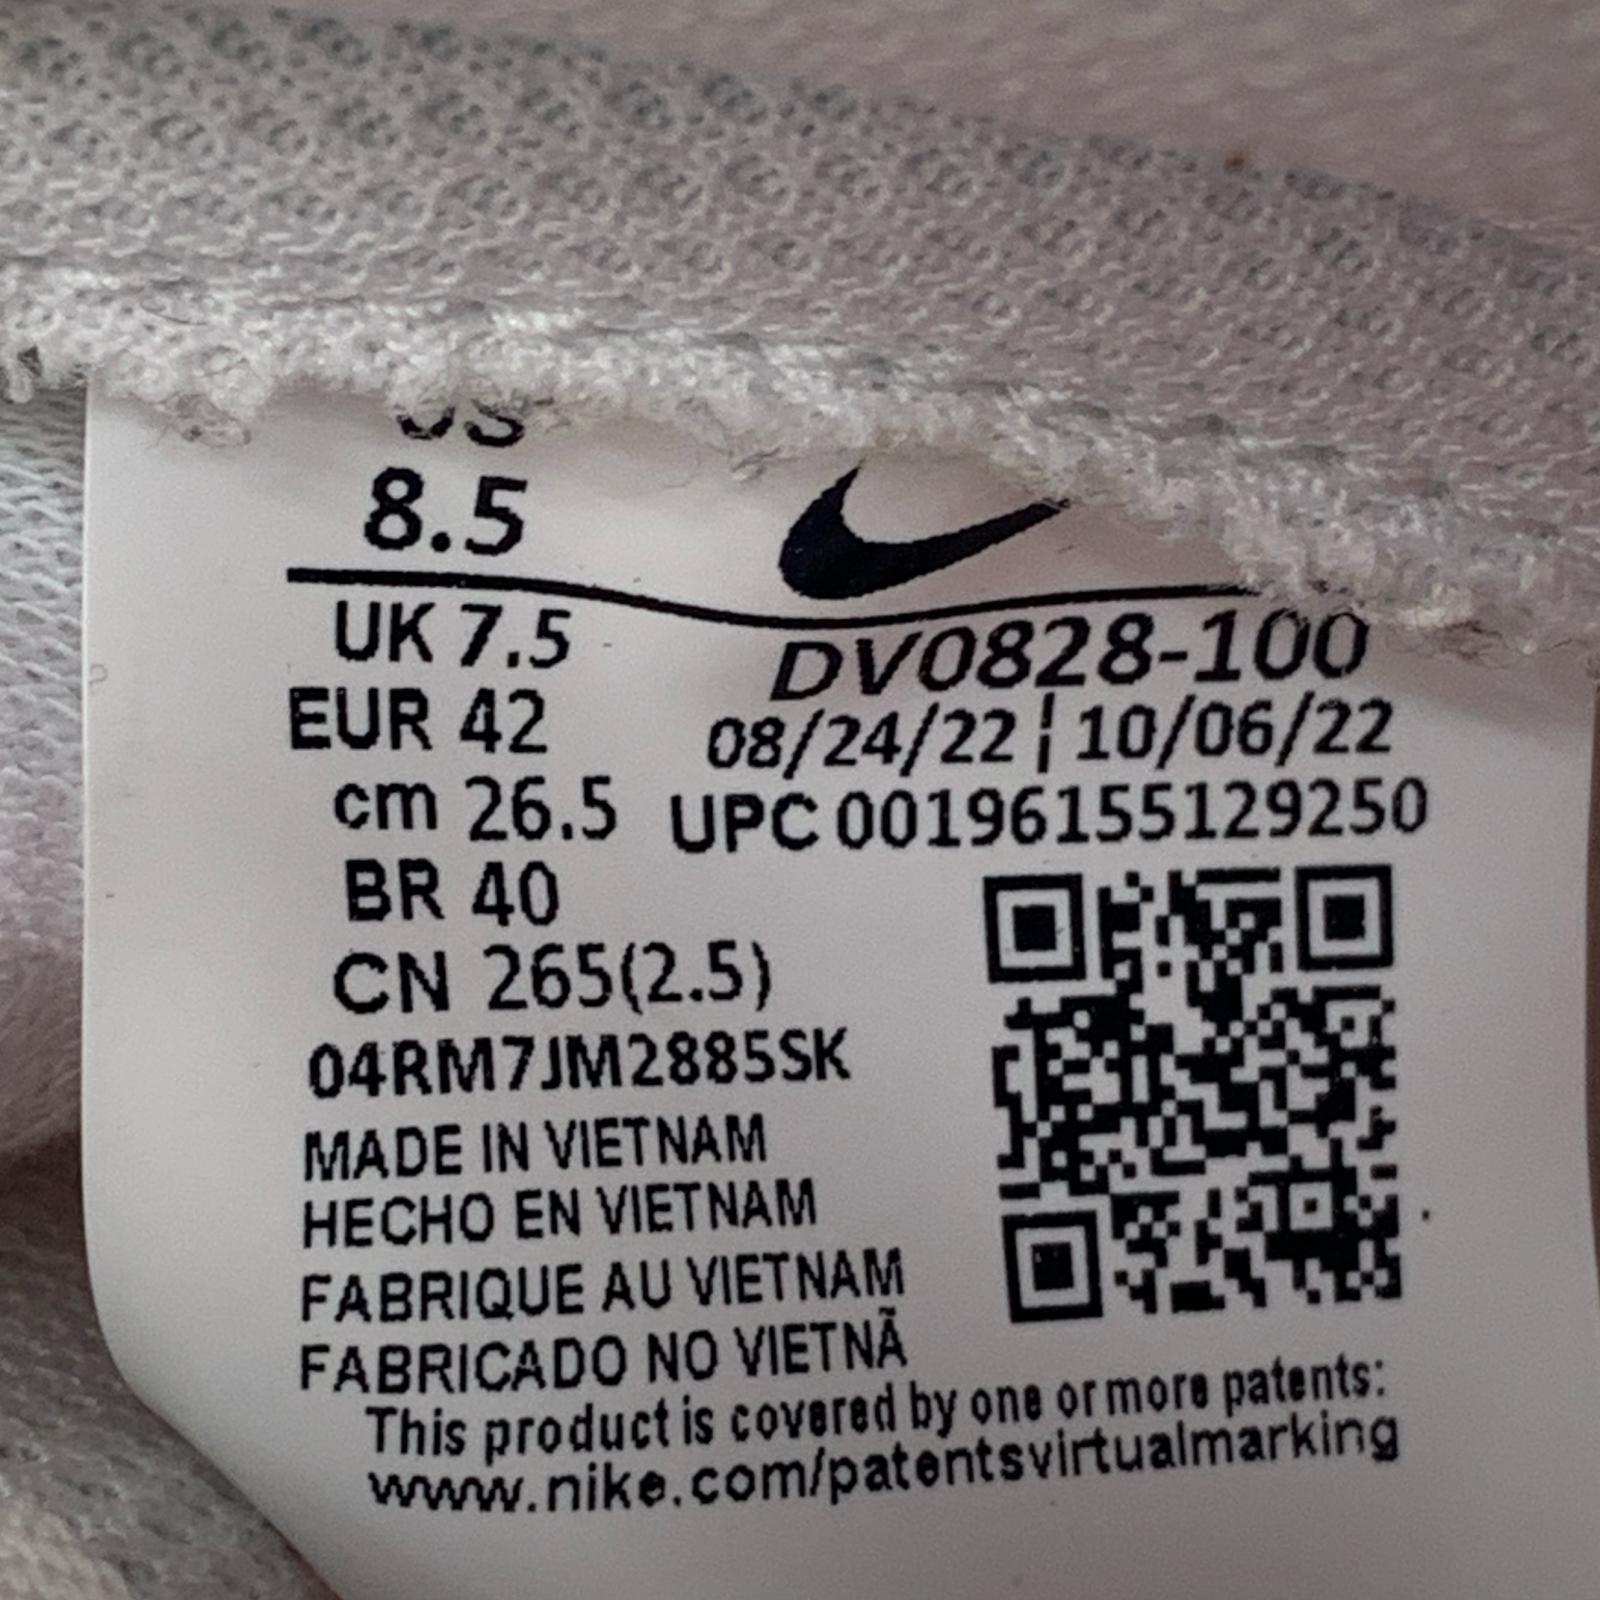 US
8.5
UK 7.5
EUR 42
cm 26.5
BR 40
CN 265(2.5)
DV0828-100
08/24/22 ¦ 10/06/22
UPC 00196155129250
04RM7JM2885SK
MADE IN VIETNAM
HECHO EN VIETNAM
FABRIQUE AU VIETNAM
FABRICADO NO VIETNÃ
This product is covered by one or more patents:
www.nike.com/patentsvirtualmarking